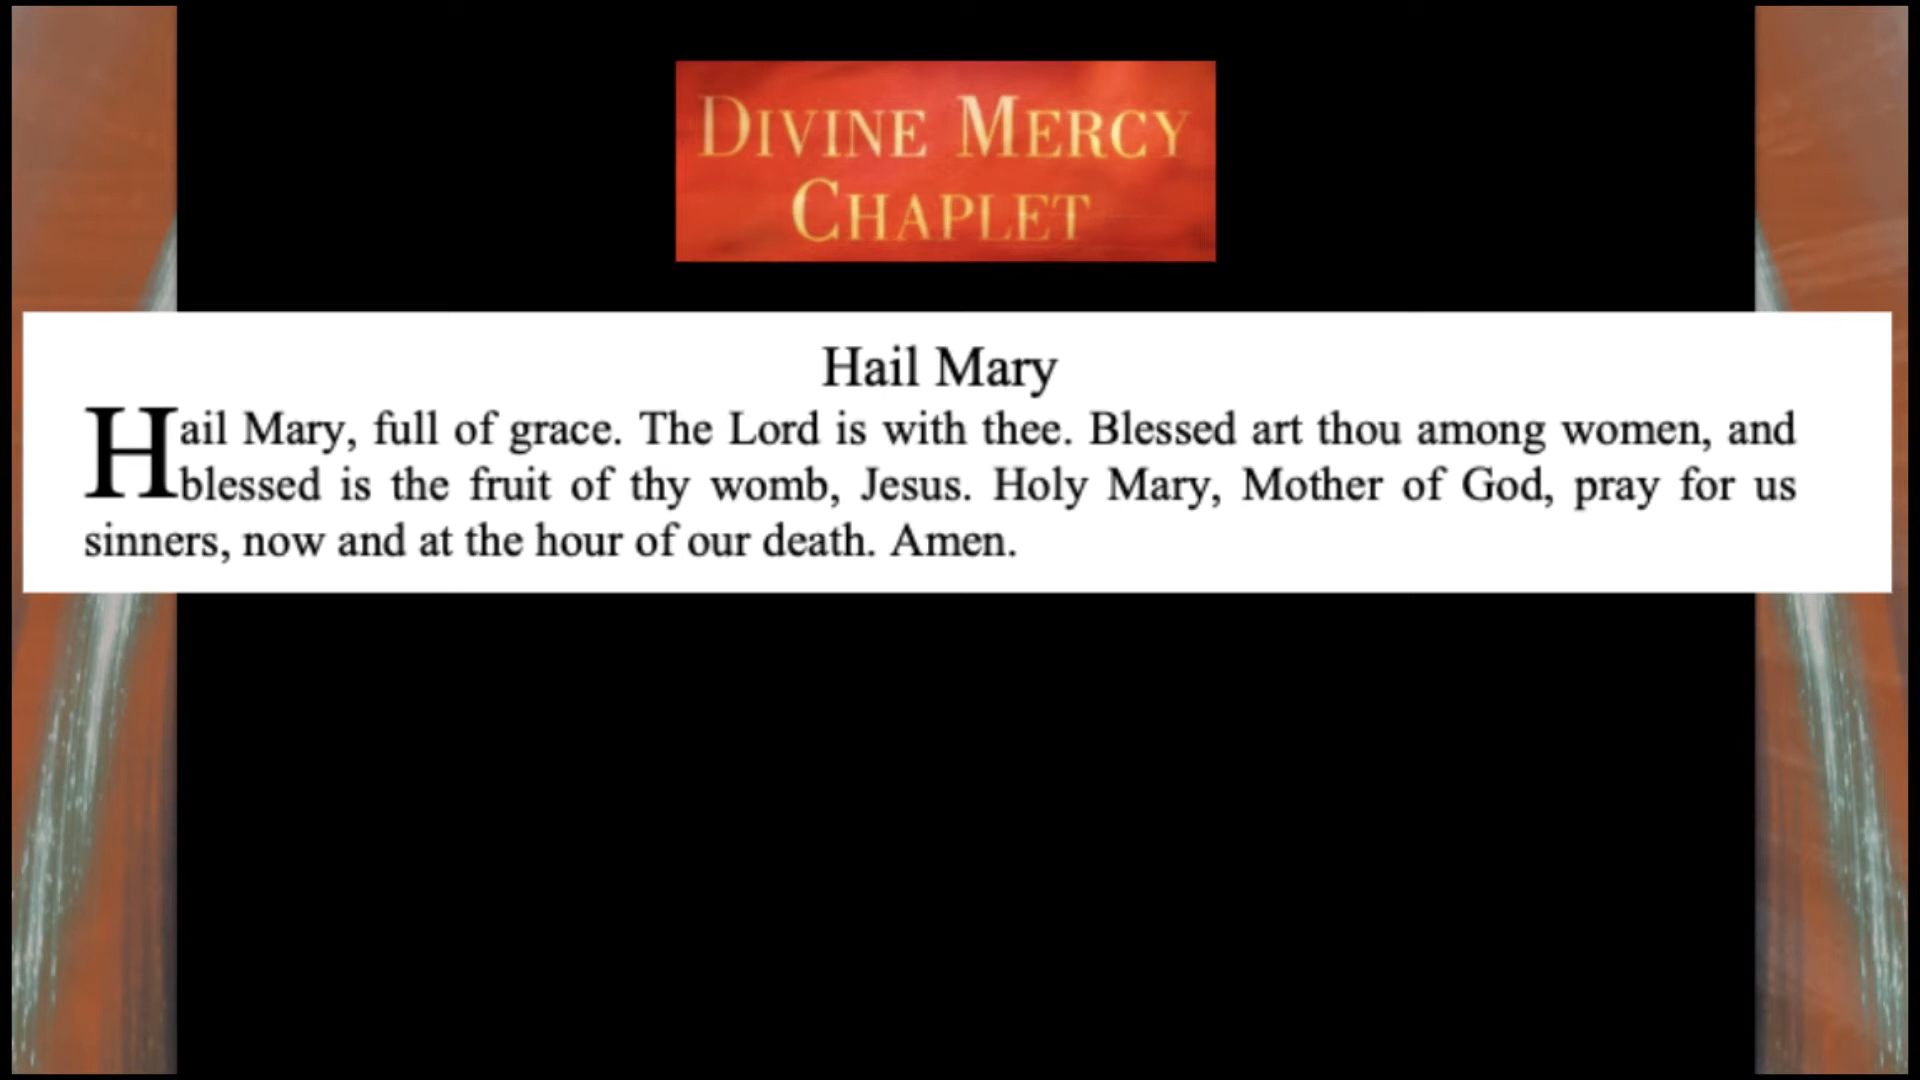 DIVINE MERCY
CHAPLET
Hail Mary
Hail Mary, full of grace. The Lord is with thee. Blessed art thou among women, and
blessed is the fruit of thy womb, Jesus. Holy Mary, Mother of God, pray for us
sinners, now and at the hour of our death. Amen.